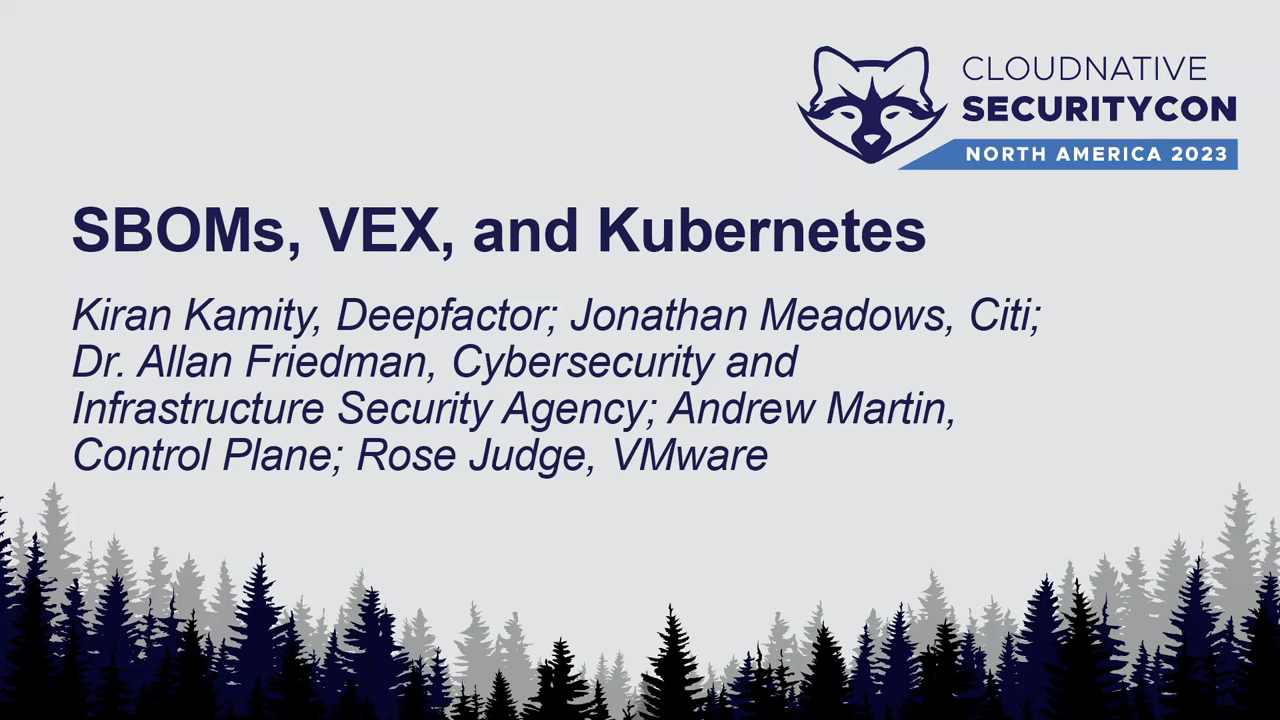 CLOUDNATIVE
SECURITYCON
NORTH AMERICA 2023
SBOMs, VEX, and Kubernetes
Kiran Kamity, Deepfactor; Jonathan Meadows, Citi;
Dr. Allan Friedman, Cybersecurity and
Infrastructure Security Agency; Andrew Martin,
Control Plane; Rose Judge, VMware